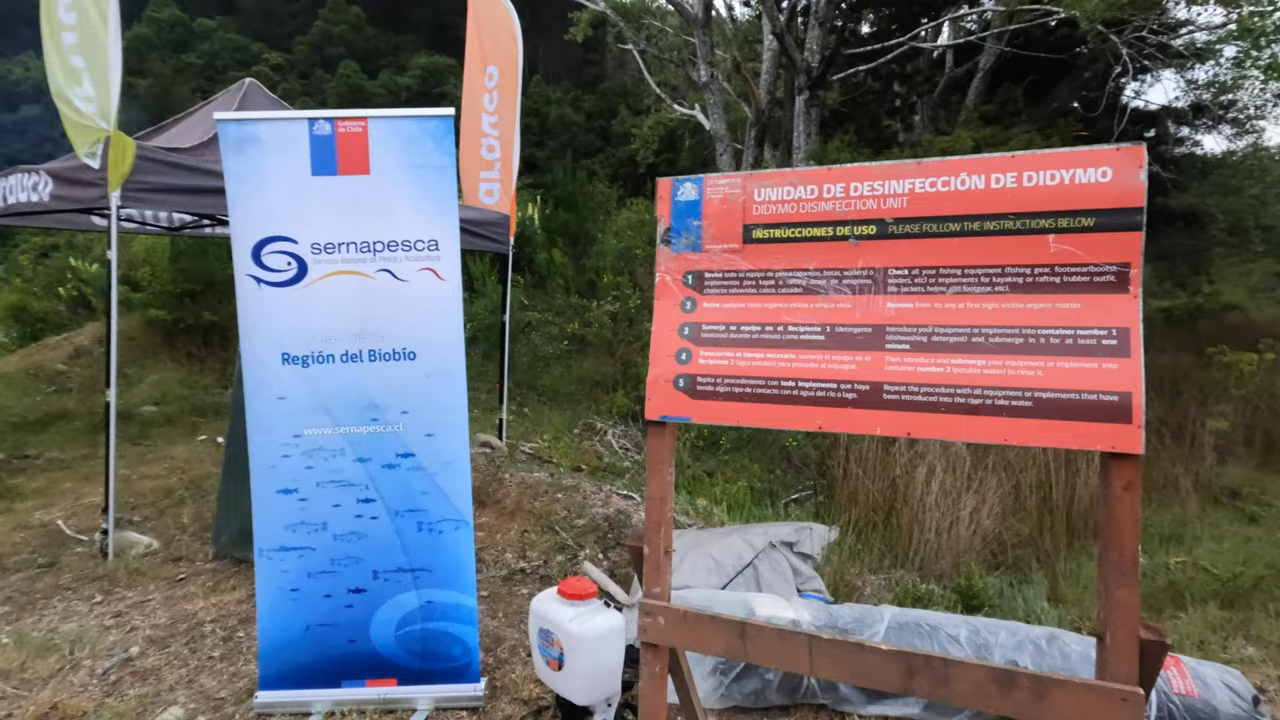 arauco
arauco
Gobierno
de Chile
sernapesca
Servicio Nacional de Pesca y Acuicultura
Región del Biobío
www.sernapesca.cl
UNIDAD DE DESINFECCIÓN DE DIDYMO
DIDYMO DISINFECTION UNIT
INSTRUCCIONES DE USO PLEASE FOLLOW THE INSTRUCTIONS BELOW
1
Revise todo su equipo de pesca (aparejos, botas, waders) o
implementos para kayak o rafting (traje de neopreno,
chalecos salvavidas, casco, calzado).
Check all your fishing equipment (fishing gear, footwear(boots),
waders, etc) or implements for kayaking or rafting (rubber outfit,
life-jackets, helms and footgear, etc).
2
Retire cualquier resto orgánico visible a simple vista.
Remove from its any at first sight visible organic matter.
3
Sumerja su equipo en el Recipiente 1 (detergente
lavalozas) durante un minuto como mínimo.
Introduce your equipment or implement into container number 1
(dishwashing detergent) and submerge in it for at least one
minute.
4
Transcurrido el tiempo necesario, sumerja el equipo en el
Recipiente 2 (agua potable) para proceder al enjuague.
Then, introduce and submerge your equipment or implement into
container number 2 (potable water) to rinse it.
5
Repita el procedimiento con todo implemento que haya
tenido algún tipo de contacto con el agua del río o lago.
Repeat the procedure with all equipment or implements that have
been introduced into the river or lake water.